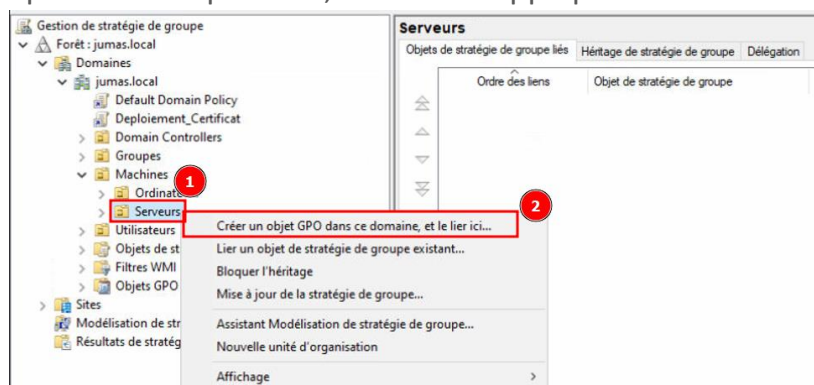 Gestion de stratégie de groupe
Forêt : jumas.local
Domaines
jumas.local
Default Domain Policy
Deploiement_Certificat
Domain Controllers
Groupes
Machines
1
Ordinat
Serveurs
Utilisateurs
Objets de st
Filtres WMI
Objets GPO
Sites
Modélisation de str
Résultats de stratég
Serveurs
Objets de stratégie de groupe liés Héritage de stratégie de groupe Délégation
Ordre des liens Objet de stratégie de groupe
2
Créer un objet GPO dans ce domaine, et le lier ici...
Lier un objet de stratégie de groupe existant...
Bloquer l'héritage
Mise à jour de la stratégie de groupe...
Assistant Modélisation de stratégie de groupe...
Nouvelle unité d'organisation
Affichage